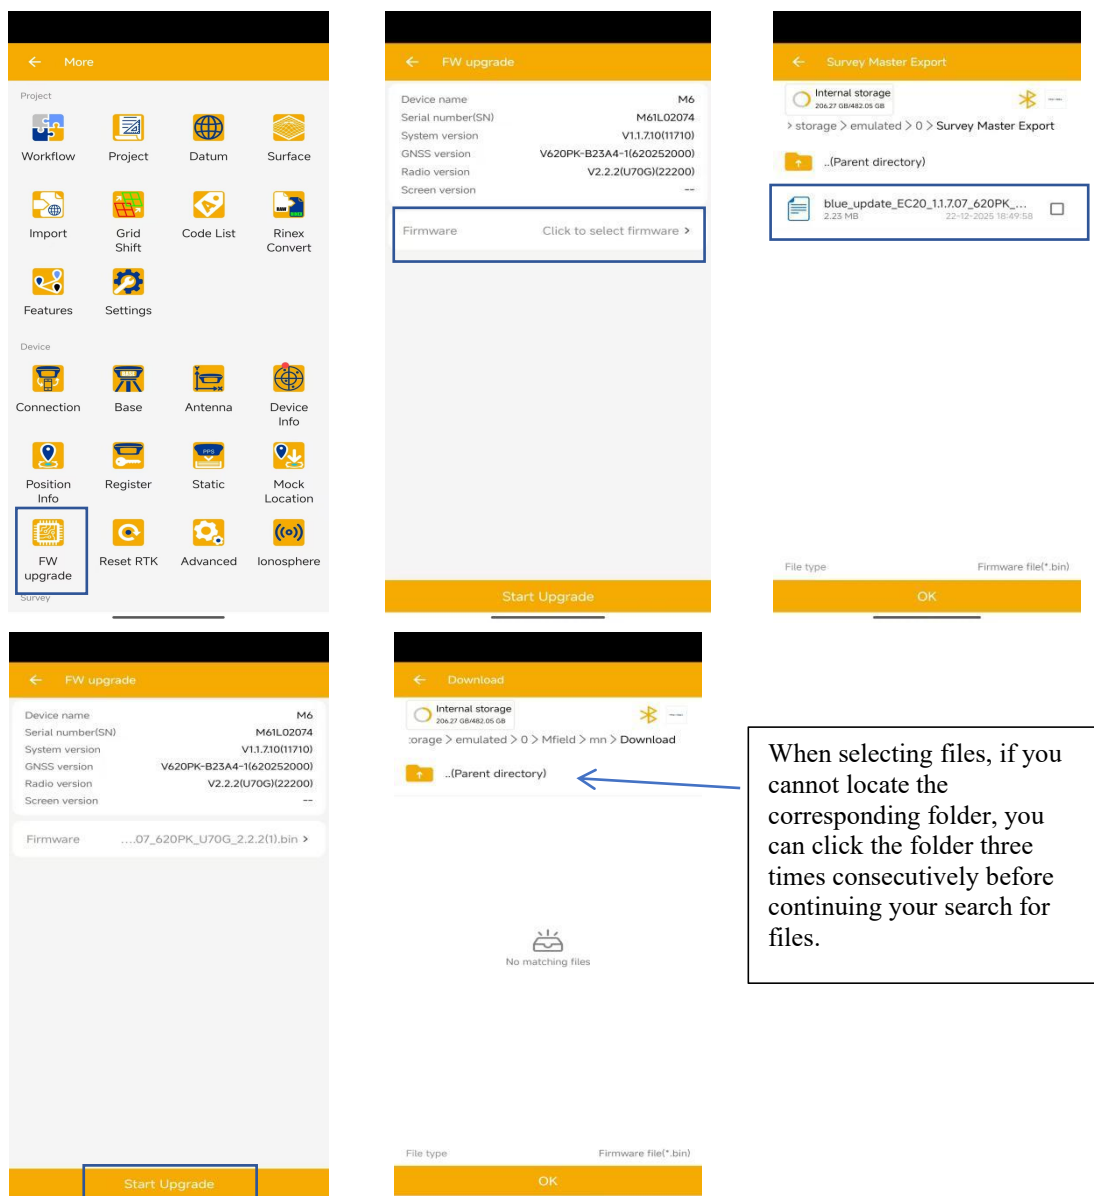 More
Project
Workflow Project Datum Surface
Import Grid Shift Code List Rinex Convert
Features Settings
Device
Connection Base Antenna Device Info
Position Info Register Static Mock Location
FW upgrade Reset RTK Advanced Ionosphere
Survey
FW upgrade
Device name M6
Serial number(SN) M61L02074
System version V1.1.7.10(11710)
GNSS version V620PK-B23A4-1(620252000)
Radio version V2.2.2(U70G)(22200)
Screen version --
Firmware Click to select firmware >
Start Upgrade
Survey Master Export
Internal storage
206.27 GB/482.05 GB
--
> storage > emulated > 0 > Survey Master Export
..(Parent directory)
blue_update_EC20_1.1.7.07_620PK_...
2.23 MB 22-12-2025 18:49:58
File type Firmware file(*.bin)
OK
FW upgrade
Device name M6
Serial number(SN) M61L02074
System version V1.1.7.10(11710)
GNSS version V620PK-B23A4-1(620252000)
Radio version V2.2.2(U70G)(22200)
Screen version --
Firmware ....07_620PK_U70G_2.2.2(1).bin >
Start Upgrade
Download
Internal storage
206.27 GB/482.05 GB
--
:orage > emulated > 0 > Mfield > mn > Download
..(Parent directory)
No matching files
File type Firmware file(*.bin)
OK
When selecting files, if you
cannot locate the
corresponding folder, you
can click the folder three
times consecutively before
continuing your search for
files.